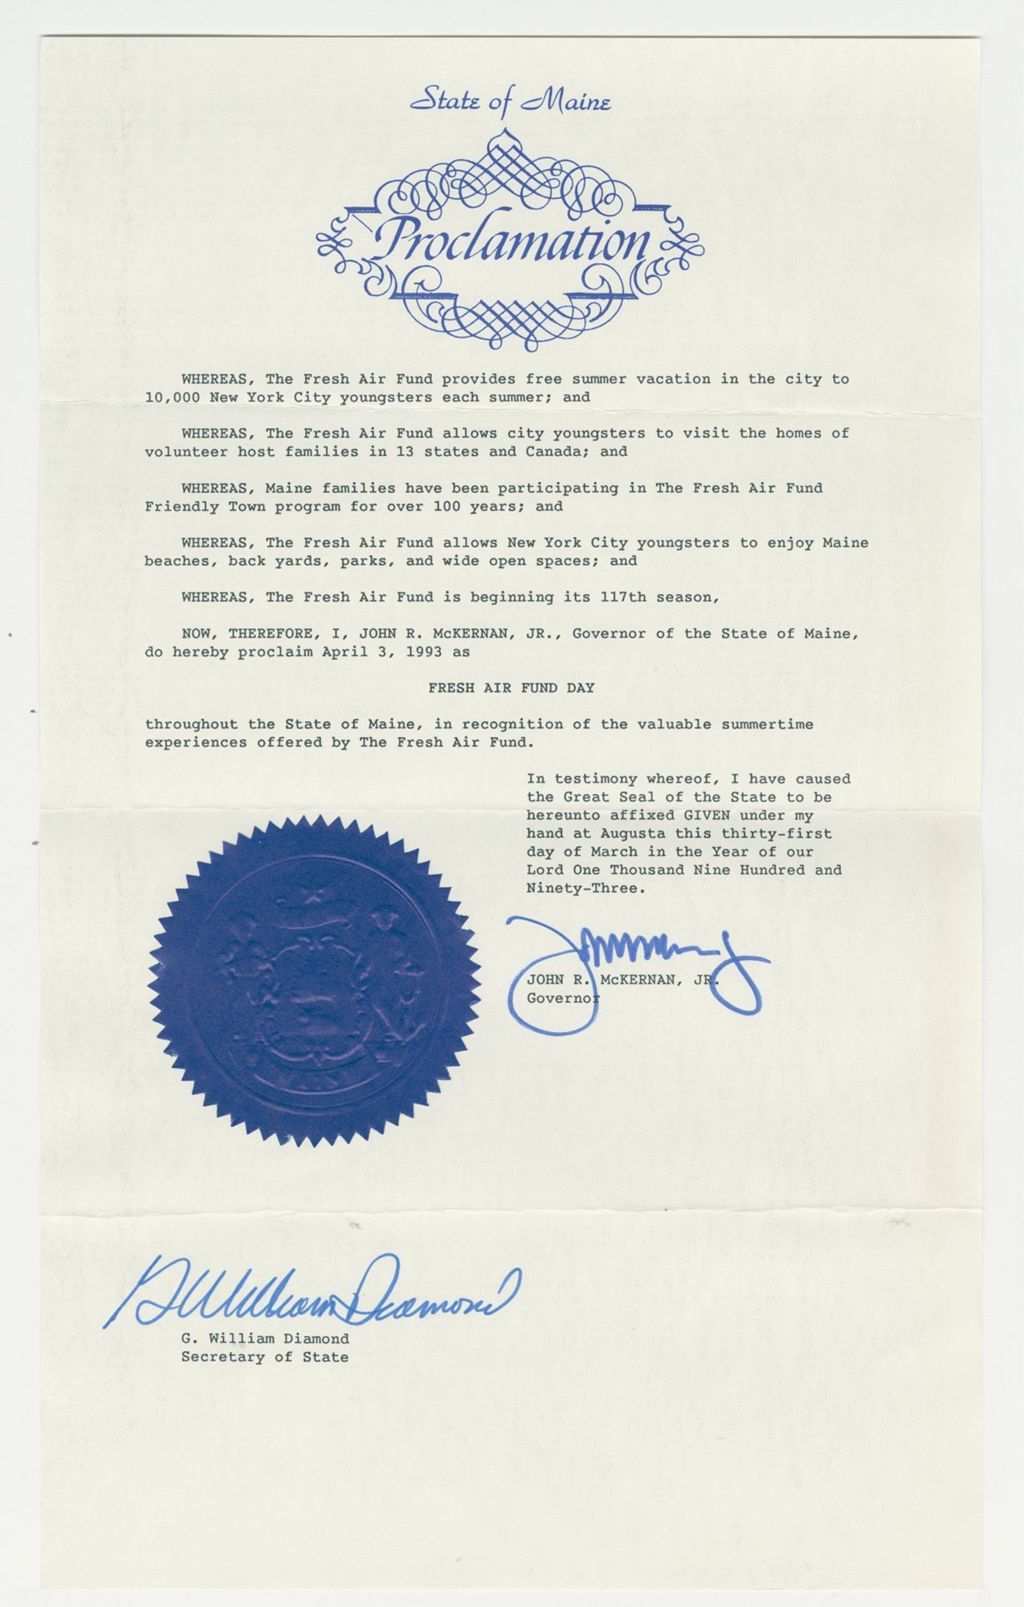 State of Maine
Proclamation
WHEREAS, The Fresh Air Fund provides free summer vacation in the city to
10,000 New York City youngsters each summer; and
WHEREAS, The Fresh Air Fund allows city youngsters to visit the homes of
volunteer host families in 13 states and Canada; and
WHEREAS, Maine families have been participating in The Fresh Air Fund
Friendly Town program for over 100 years; and
WHEREAS, The Fresh Air Fund allows New York City youngsters to enjoy Maine
beaches, back yards, parks, and wide open spaces; and
WHEREAS, The Fresh Air Fund is beginning its 117th season,
NOW, THEREFORE, I, JOHN R. McKERNAN, JR., Governor of the State of Maine,
do hereby proclaim April 3, 1993 as
FRESH AIR FUND DAY
throughout the State of Maine, in recognition of the valuable summertime
experiences offered by The Fresh Air Fund.
In testimony whereof, I have caused
the Great Seal of the State to be
hereunto affixed GIVEN under my
hand at Augusta this thirty-first
day of March in the Year of our
Lord One Thousand Nine Hundred and
Ninety-Three.
JOHN R. McKERNAN, JR.
Governor
G William Diamond
G. William Diamond
Secretary of State